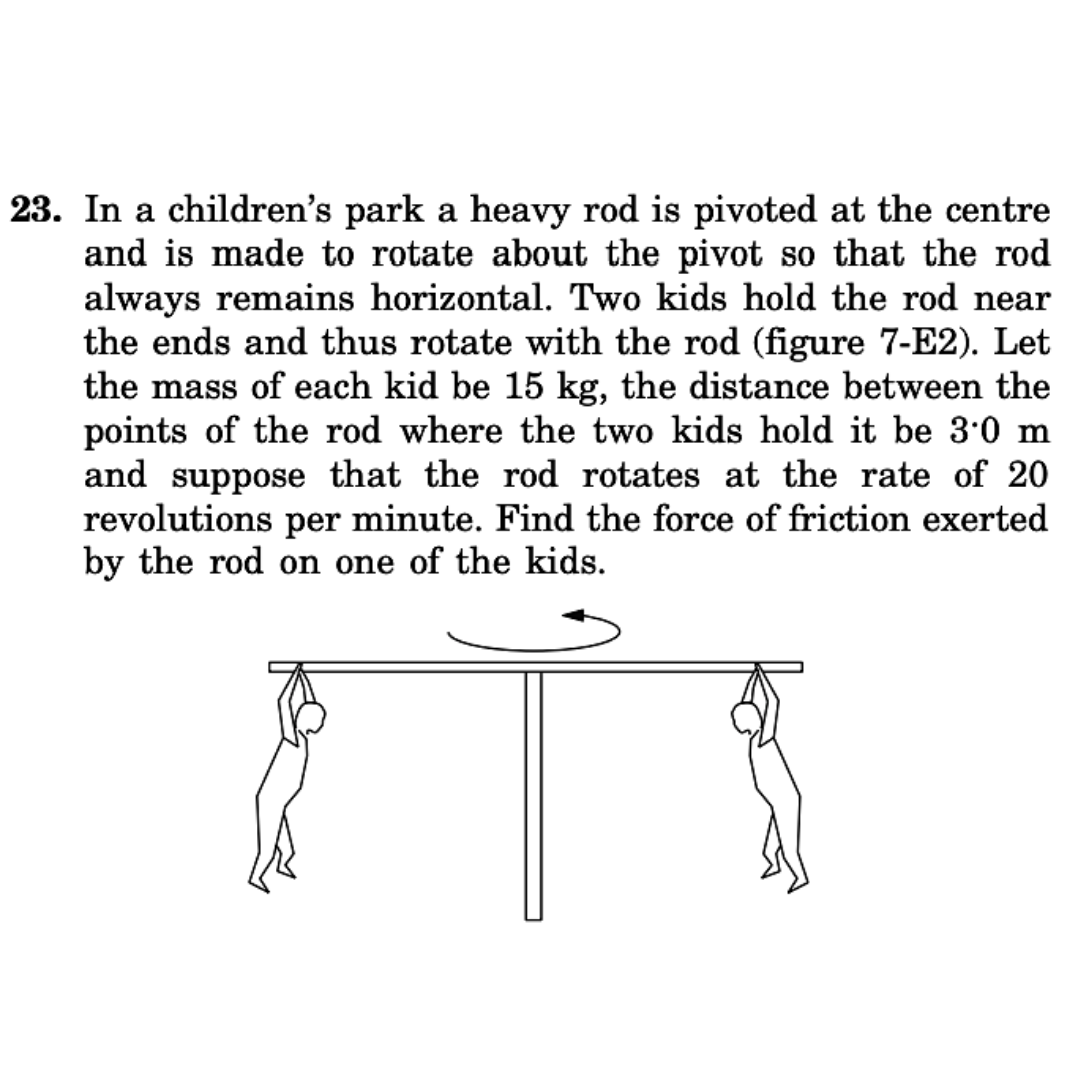 23. In a children's park a heavy rod is pivoted at the centre
and is made to rotate about the pivot so that the rod
always remains horizontal. Two kids hold the rod near
the ends and thus rotate with the rod (figure 7-E2). Let
the mass of each kid be 15 kg, the distance between the
points of the rod where the two kids hold it be 3·0 m
and suppose that the rod rotates at the rate of 20
revolutions per minute. Find the force of friction exerted
by the rod on one of the kids.